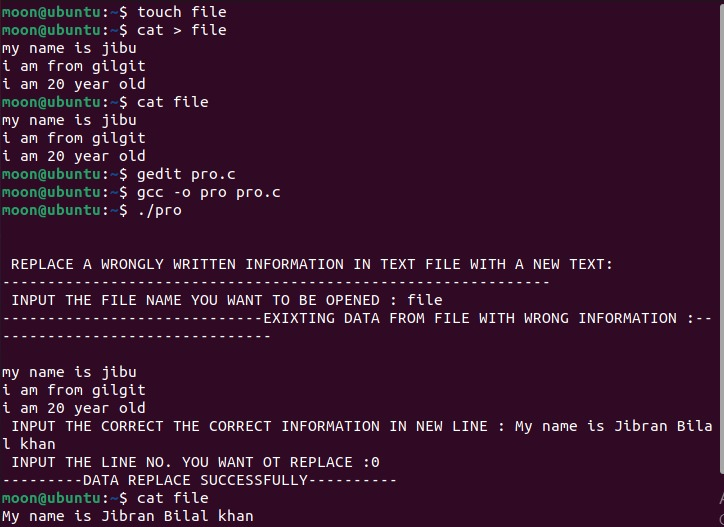 moon@ubuntu:~$ touch file
moon@ubuntu:~$ cat > file
my name is jibu
i am from gilgit
i am 20 year old
moon@ubuntu:~$ cat file
my name is jibu
i am from gilgit
i am 20 year old
moon@ubuntu:~$ gedit pro.c
moon@ubuntu:~$ gcc -o pro pro.c
moon@ubuntu:~$ ./pro
REPLACE A WRONGLY WRITTEN INFORMATION IN TEXT FILE WITH A NEW TEXT:
-------------------------------------------------------------
INPUT THE FILE NAME YOU WANT TO BE OPENED : file
-----------------------------EXIXTING DATA FROM FILE WITH WRONG INFORMATION :--
------------------------------
my name is jibu
i am from gilgit
i am 20 year old
INPUT THE CORRECT THE CORRECT INFORMATION IN NEW LINE : My name is Jibran Bila
l khan
INPUT THE LINE NO. YOU WANT OT REPLACE :0
---------DATA REPLACE SUCCESSFULLY----------
moon@ubuntu:~$ cat file
My name is Jibran Bilal khan